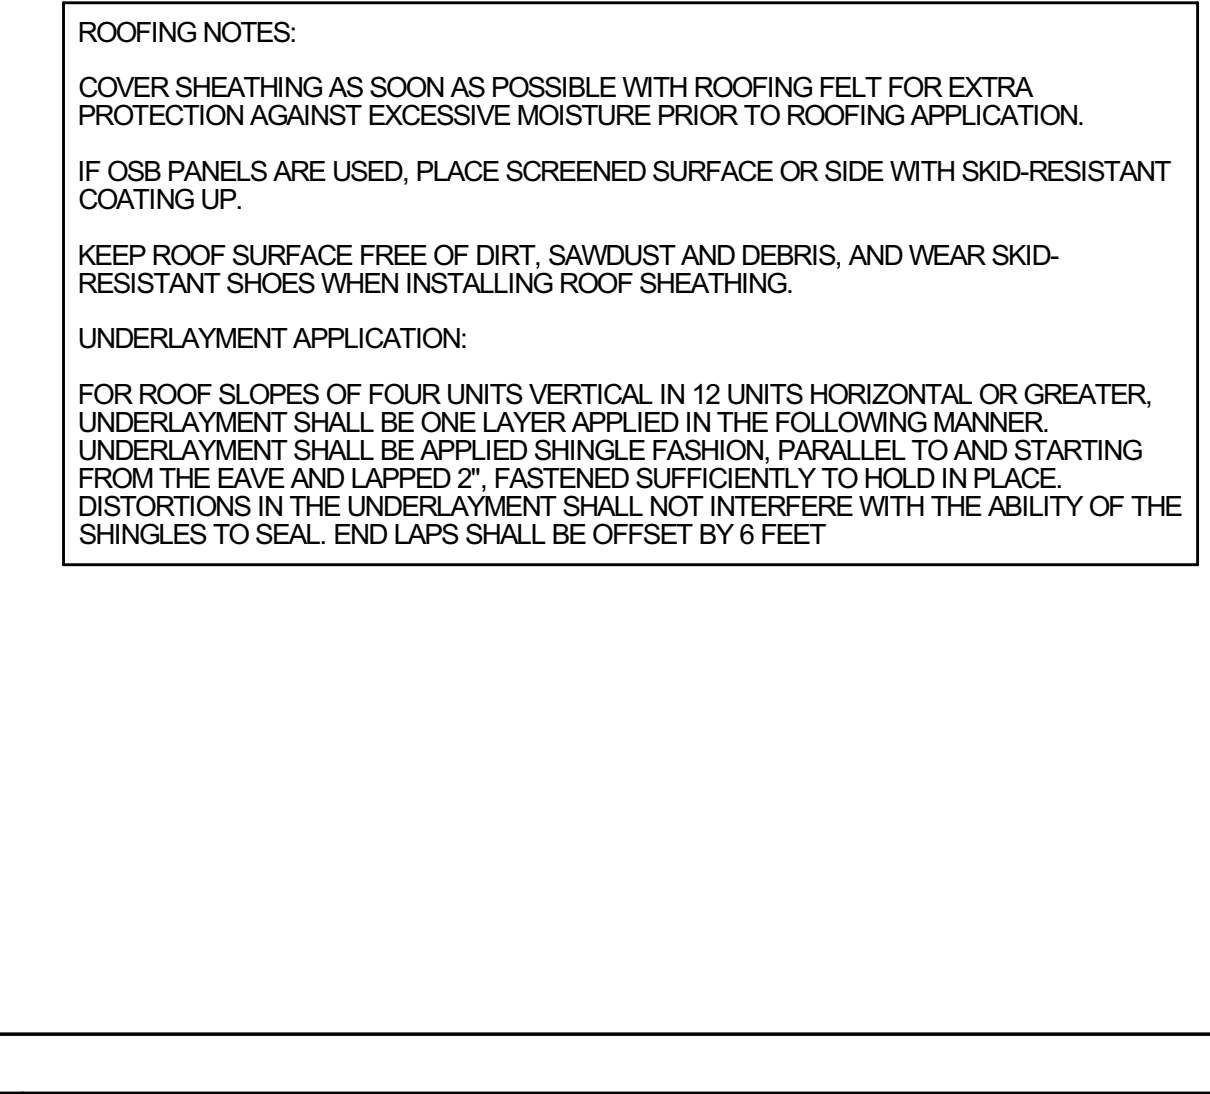 ROOFING NOTES:
COVER SHEATHING AS SOON AS POSSIBLE WITH ROOFING FELT FOR EXTRA
PROTECTION AGAINST EXCESSIVE MOISTURE PRIOR TO ROOFING APPLICATION.
IF OSB PANELS ARE USED, PLACE SCREENED SURFACE OR SIDE WITH SKID-RESISTANT
COATING UP.
KEEP ROOF SURFACE FREE OF DIRT, SAWDUST AND DEBRIS, AND WEAR SKID-
RESISTANT SHOES WHEN INSTALLING ROOF SHEATHING.
UNDERLAYMENT APPLICATION:
FOR ROOF SLOPES OF FOUR UNITS VERTICAL IN 12 UNITS HORIZONTAL OR GREATER,
UNDERLAYMENT SHALL BE ONE LAYER APPLIED IN THE FOLLOWING MANNER.
UNDERLAYMENT SHALL BE APPLIED SHINGLE FASHION, PARALLEL TO AND STARTING
FROM THE EAVE AND LAPPED 2", FASTENED SUFFICIENTLY TO HOLD IN PLACE.
DISTORTIONS IN THE UNDERLAYMENT SHALL NOT INTERFERE WITH THE ABILITY OF THE
SHINGLES TO SEAL. END LAPS SHALL BE OFFSET BY 6 FEET